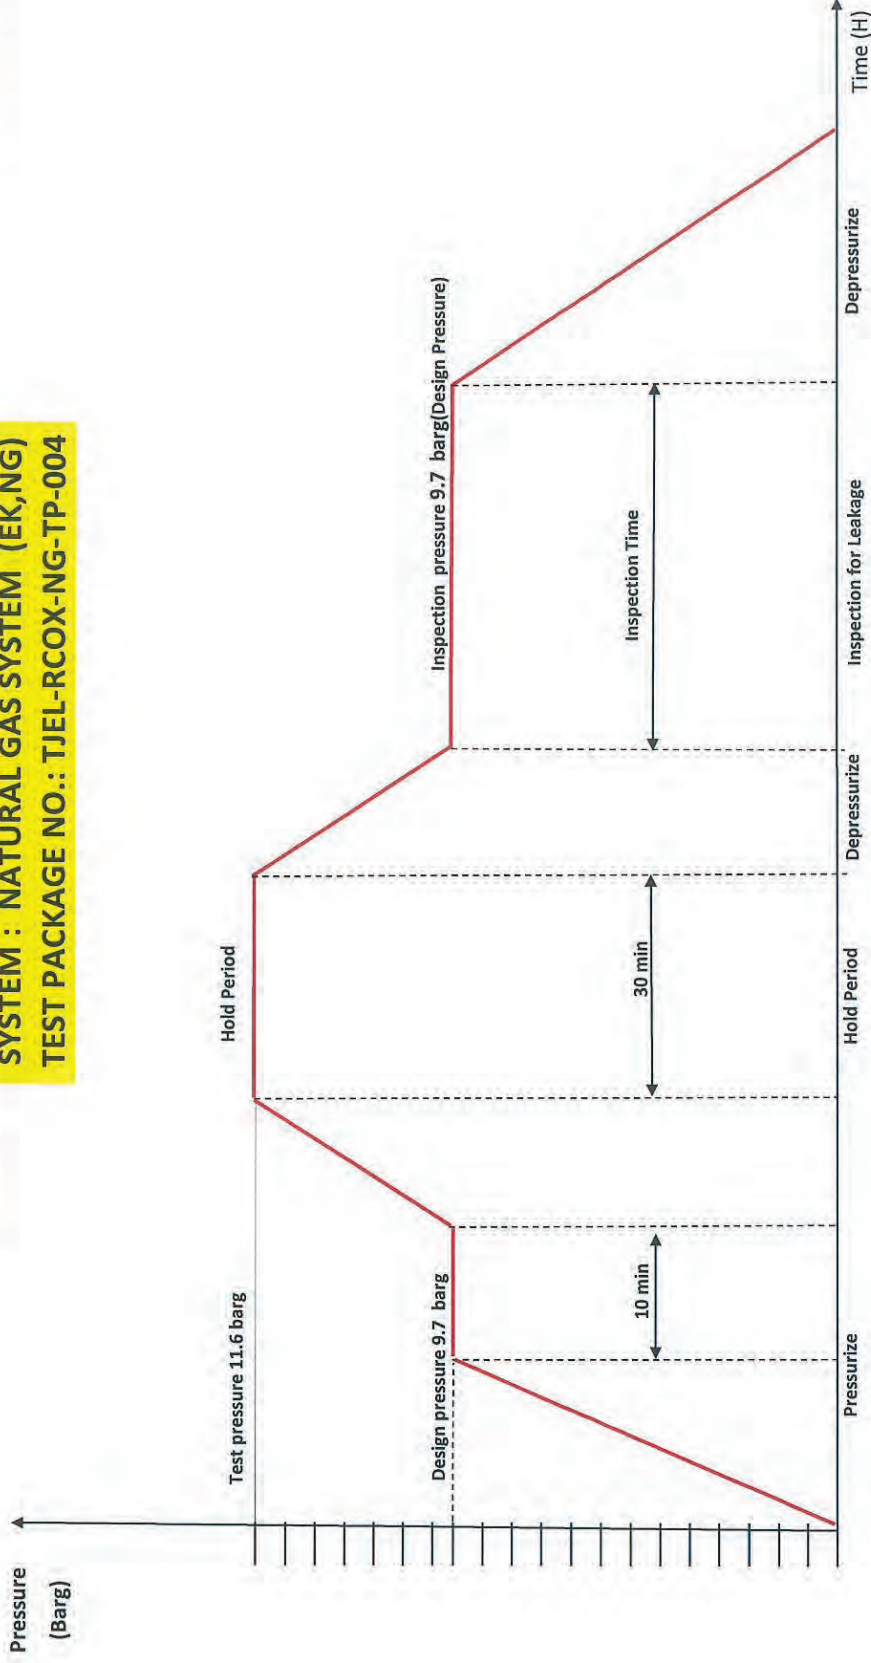 SYSTEM : NATURAL GAS SYSTEM (EK,NG)
TEST PACKAGE NO.: TJEL-RCOX-NG-TP-004
Pressure
(Barg)
Test pressure 11.6 barg
Hold Period
Design pressure 9.7 barg
Inspection pressure 9.7 barg(Design Pressure)
10 min
30 min
Inspection Time
Pressurize
Hold Period
Depressurize
Inspection for Leakage
Depressurize
Time (H)